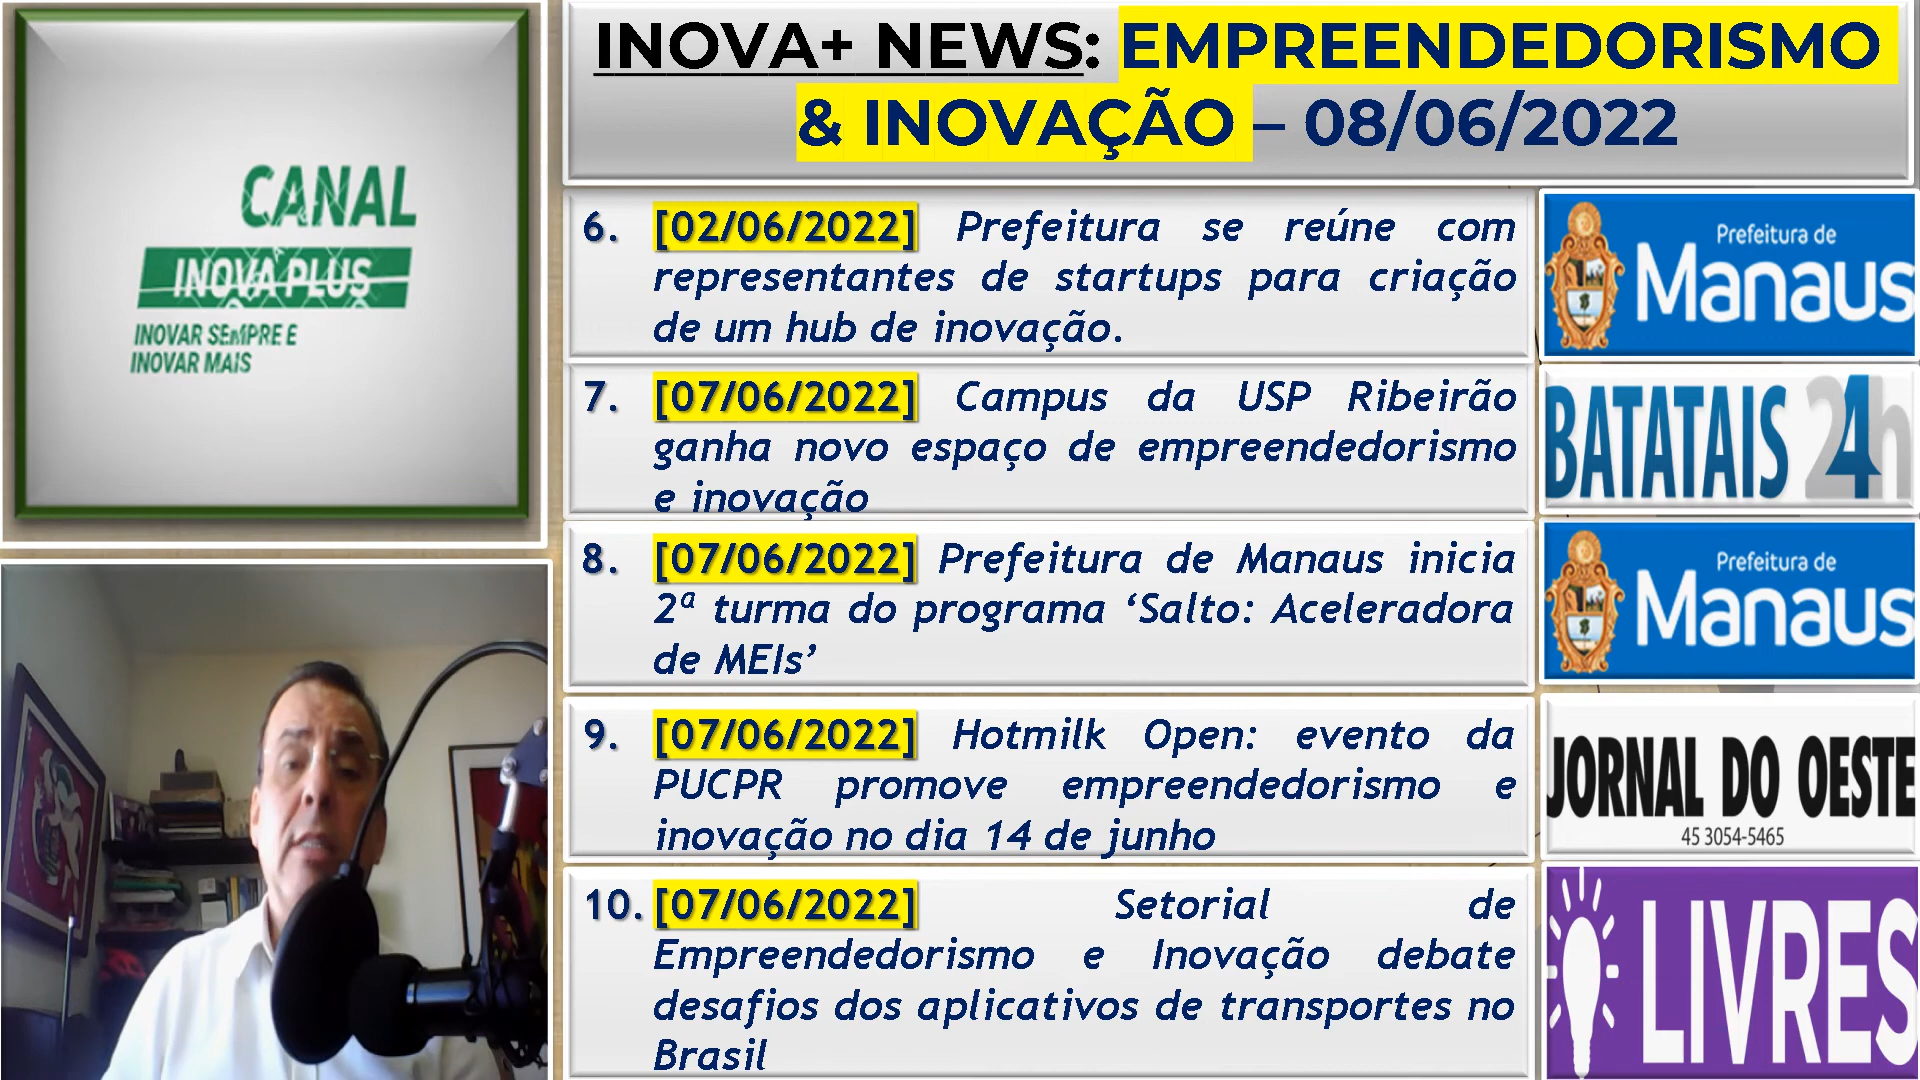 CANAL
INOVA PLUS
INOVAR SEMPRE E
INOVAR MAIS
INOVA+ NEWS: EMPREENDEDORISMO
& INOVAÇÃO – 08/06/2022
6. [02/06/2022] Prefeitura se reúne com
representantes de startups para criação
de um hub de inovação.
Prefeitura de
Manaus
7. [07/06/2022] Campus da USP Ribeirão
ganha novo espaço de empreendedorismo
e inovação
BATATAIS 24h
8. [07/06/2022] Prefeitura de Manaus inicia
2ª turma do programa ‘Salto: Aceleradora
de MEIs’
Prefeitura de
Manaus
9. [07/06/2022] Hotmilk Open: evento da
PUCPR promove empreendedorismo e
inovação no dia 14 de junho
JORNAL DO OESTE
45 3054-5465
10. [07/06/2022] Setorial de
Empreendedorismo e Inovação debate
desafios dos aplicativos de transportes no
Brasil
LIVRES